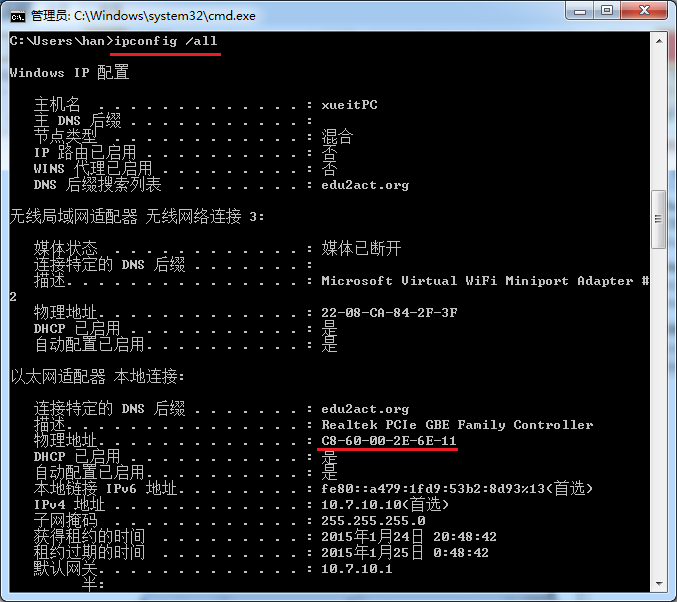 管理员: C:\Windows\system32\cmd.exe
C:\Users\han>ipconfig /all
Windows IP 配置
主机名 . . . . . . . . . . . . . : xueitPC
主 DNS 后缀 . . . . . . . . . . . :
节点类型 . . . . . . . . . . . . : 混合
IP 路由已启用 . . . . . . . . . . : 否
WINS 代理已启用 . . . . . . . . . : 否
DNS 后缀搜索列表 . . . . . . . . : edu2act.org
无线局域网适配器 无线网络连接 3:
媒体状态 . . . . . . . . . . . . : 媒体已断开
连接特定的 DNS 后缀 . . . . . . . :
描述. . . . . . . . . . . . . . . : Microsoft Virtual WiFi Miniport Adapter #
2
物理地址. . . . . . . . . . . . . : 22-08-CA-84-2F-3F
DHCP 已启用 . . . . . . . . . . . : 是
自动配置已启用. . . . . . . . . . : 是
以太网适配器 本地连接:
连接特定的 DNS 后缀 . . . . . . . : edu2act.org
描述. . . . . . . . . . . . . . . : Realtek PCIe GBE Family Controller
物理地址. . . . . . . . . . . . . : C8-60-00-2E-6E-11
DHCP 已启用 . . . . . . . . . . . : 是
自动配置已启用. . . . . . . . . . : 是
本地链接 IPv6 地址. . . . . . . . : fe80::a479:1fd9:53b2:8d93%13(首选)
IPv4 地址 . . . . . . . . . . . . : 10.7.10.10(首选)
子网掩码 . . . . . . . . . . . . : 255.255.255.0
获得租约的时间 . . . . . . . . . : 2015年1月24日 20:48:42
租约过期的时间 . . . . . . . . . : 2015年1月25日 0:48:42
默认网关. . . . . . . . . . . . . : 10.7.10.1
半: